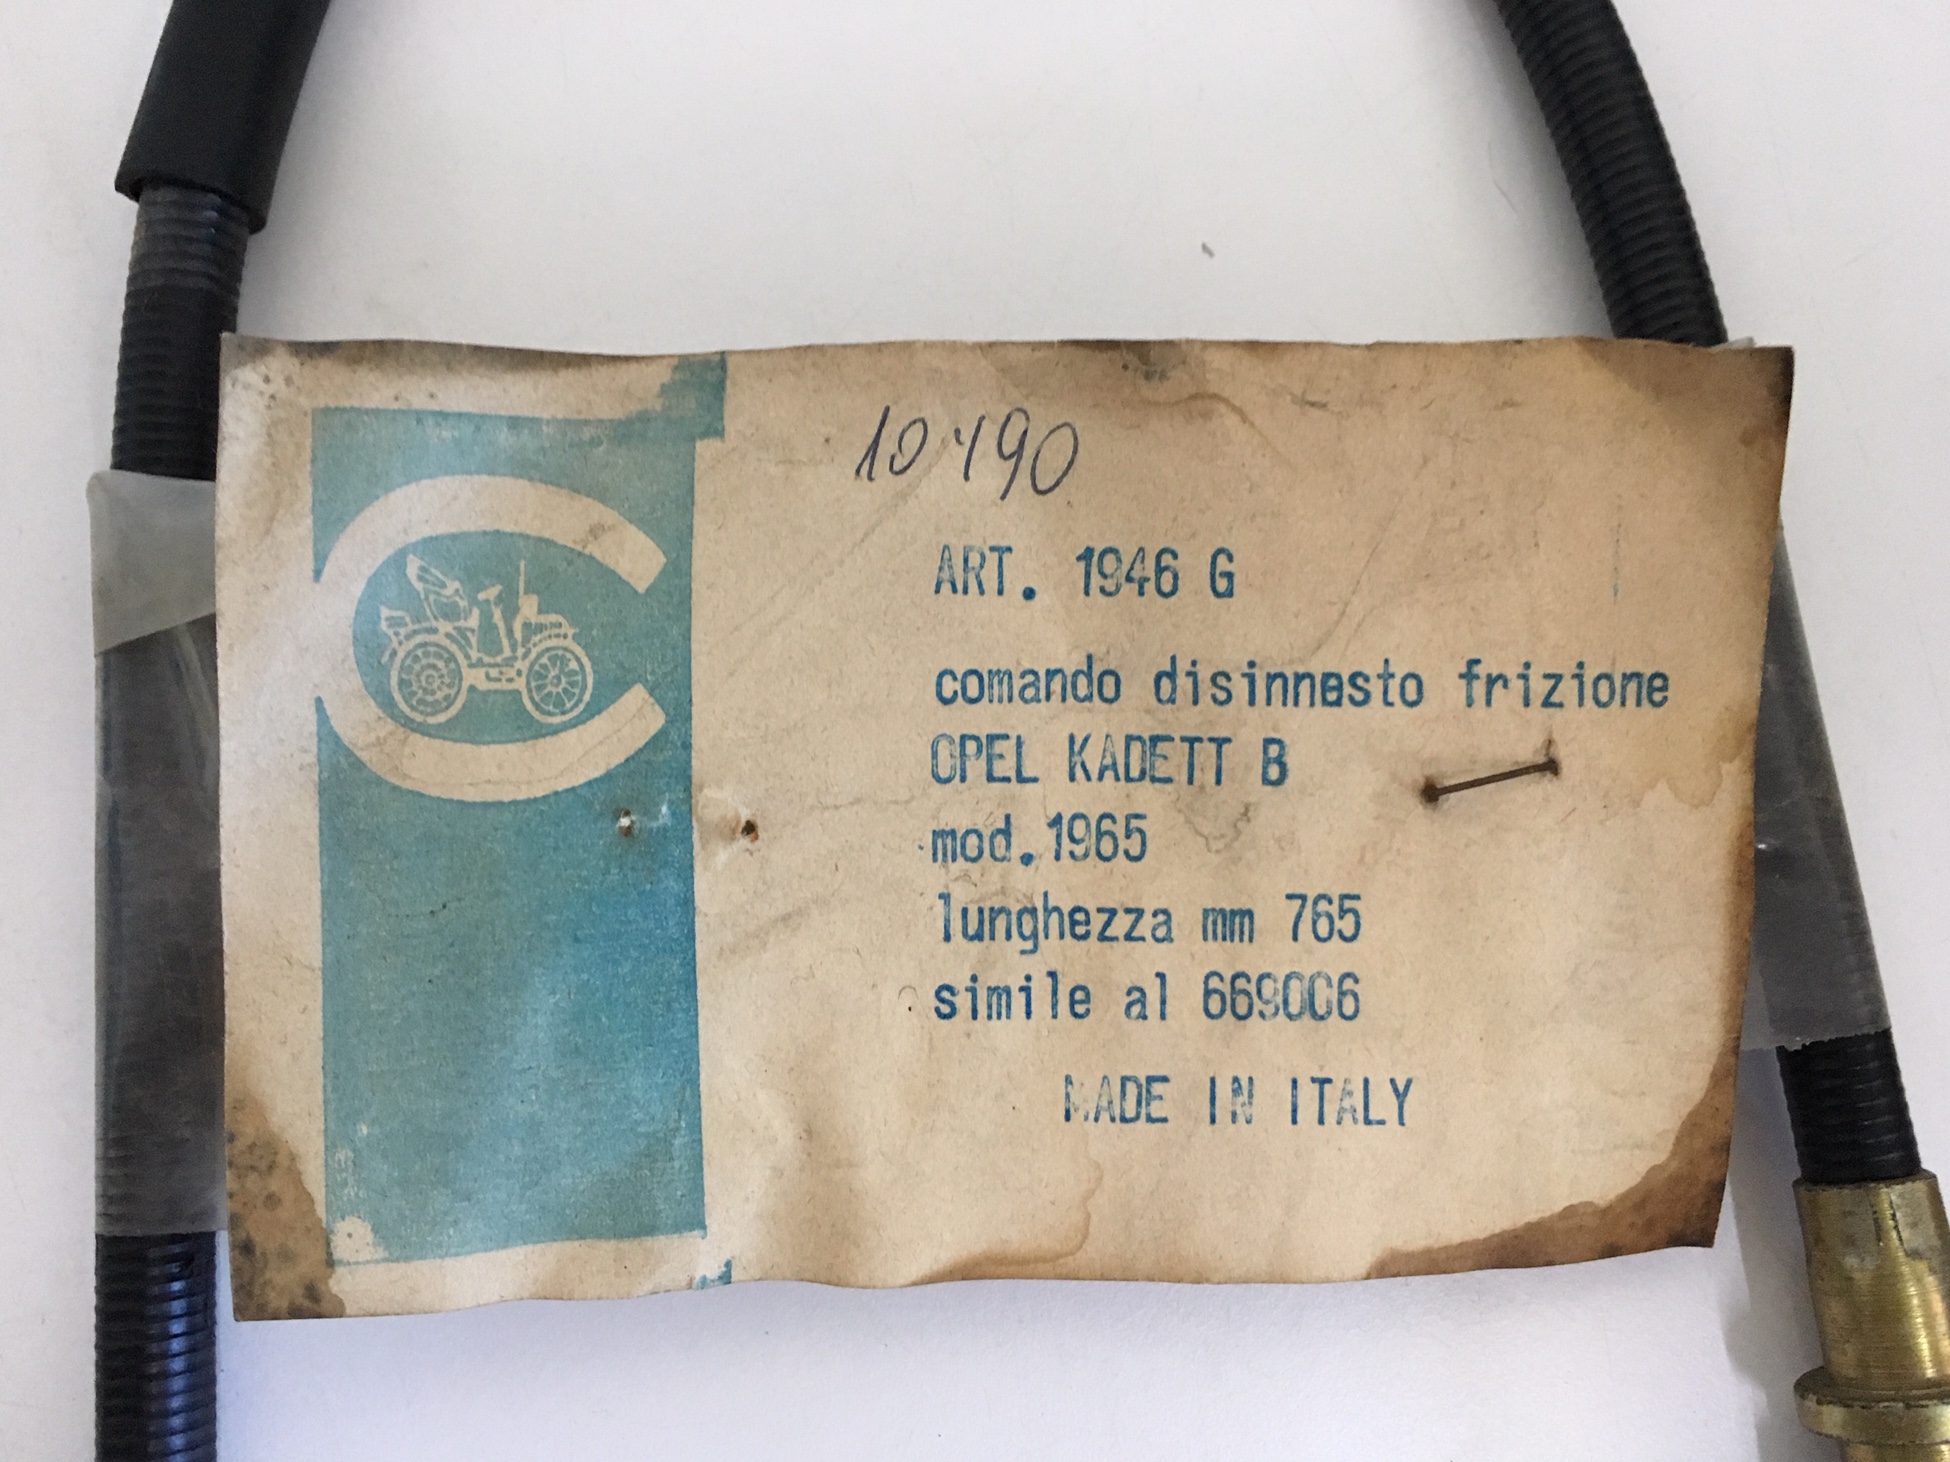 10490
ART. 1946 G
comando disinnesto frizione
OPEL KADETT B
mod.1965
lunghezza mm 765
simile al 669006
MADE IN ITALY